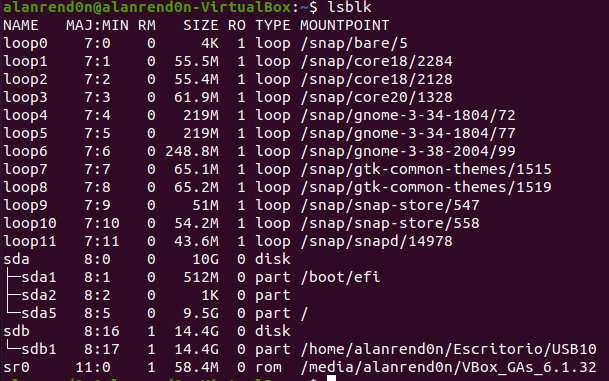 alanrend0n@alanrend0n-VirtualBox:~$ lsblk
NAME   MAJ:MIN RM   SIZE RO TYPE MOUNTPOINT
loop0    7:0    0     4K  1 loop /snap/bare/5
loop1    7:1    0  55.5M  1 loop /snap/core18/2284
loop2    7:2    0  55.4M  1 loop /snap/core18/2128
loop3    7:3    0  61.9M  1 loop /snap/core20/1328
loop4    7:4    0   219M  1 loop /snap/gnome-3-34-1804/72
loop5    7:5    0   219M  1 loop /snap/gnome-3-34-1804/77
loop6    7:6    0 248.8M  1 loop /snap/gnome-3-38-2004/99
loop7    7:7    0  65.1M  1 loop /snap/gtk-common-themes/1515
loop8    7:8    0  65.2M  1 loop /snap/gtk-common-themes/1519
loop9    7:9    0    51M  1 loop /snap/snap-store/547
loop10   7:10   0  54.2M  1 loop /snap/snap-store/558
loop11   7:11   0  43.6M  1 loop /snap/snapd/14978
sda      8:0    0    10G  0 disk
├─sda1   8:1    0   512M  0 part /boot/efi
├─sda2   8:2    0     1K  0 part
└─sda5   8:5    0   9.5G  0 part /
sdb      8:16   1  14.4G  0 disk
└─sdb1   8:17   1  14.4G  0 part /home/alanrend0n/Escritorio/USB10
sr0     11:0    1  58.4M  0 rom  /media/alanrend0n/VBox_GAs_6.1.32